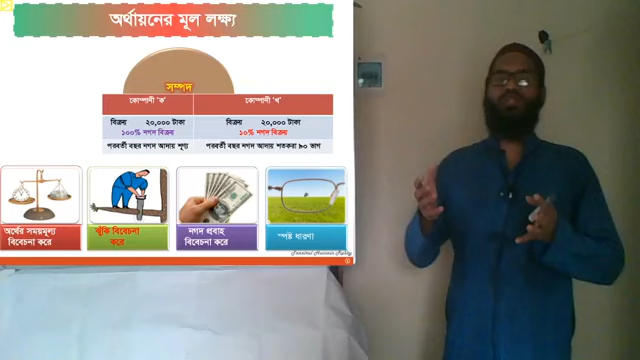 অর্থায়নের মূল লক্ষ্য
সম্পদ
কোম্পানী 'ক' কোম্পানী 'খ'
বিক্রয় ২০,০০০ টাকা বিক্রয় ২০,০০০ টাকা
১০০% নগদ বিক্রয় ১০% নগদ বিক্রয়
পরবর্তী বছর নগদ আদায় শূণ্য পরবর্তী বছর নগদ আদায় শতকরা ৯০ ভাগ
অর্থের সময়মূল্য বিবেচনা করে
ঝুঁকি বিবেচনা করে
নগদ প্রবাহ বিবেচনা করে
স্পষ্ট ধারণা